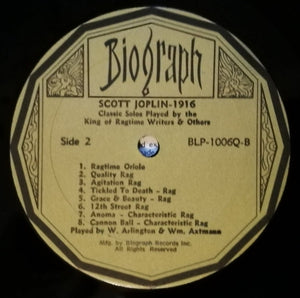 Biograph
SCOTT JOPLIN-1916
Classic Solos Played by the
King of Ragtime Writers & Others
Side 2
BLP-1006Q-B
1. Ragtime Oriole
2. Quality Rag
3. Agitation Rag
4. Tickled To Death - Rag
5. Grace & Beauty - Rag
6. 12th Street Rag
7. Anoma - Characteristic Rag
8. Cannon Ball - Characteristic Rag
Played by W. Arlington & Wm. Axtmann
Mfg. by Biograph Records Inc.
All Rights Reserved